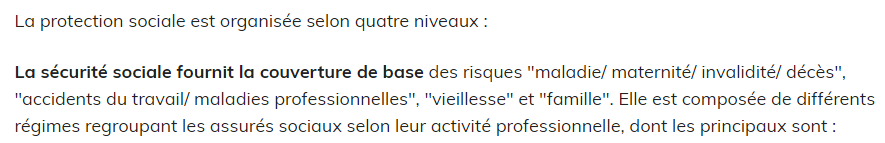 La protection sociale est organisée selon quatre niveaux :
La sécurité sociale fournit la couverture de base des risques "maladie/ maternité/ invalidité/ décès",
"accidents du travail/ maladies professionnelles", "vieillesse" et "famille". Elle est composée de différents
régimes regroupant les assurés sociaux selon leur activité professionnelle, dont les principaux sont :